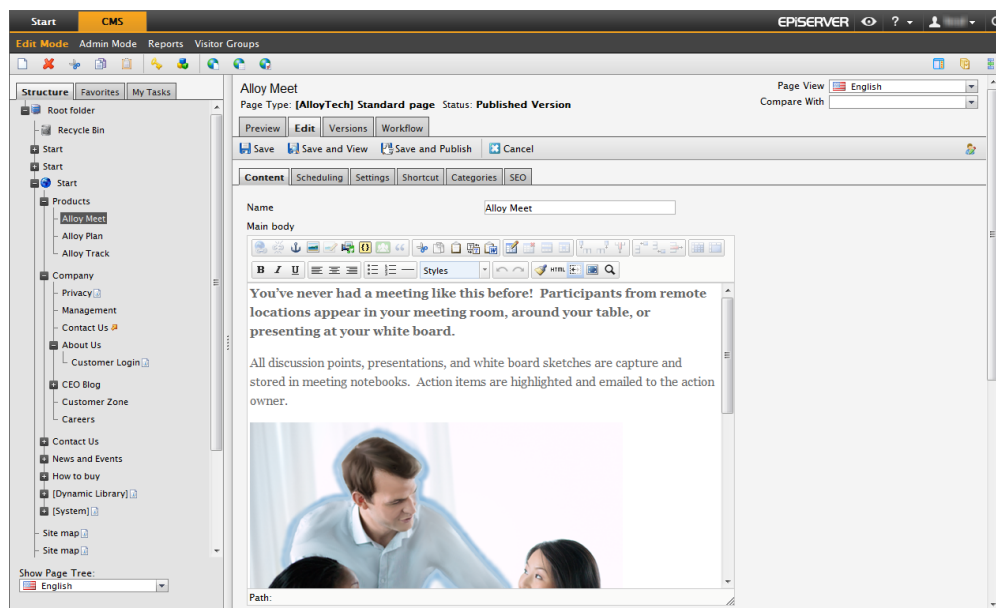 Start CMS EPiSERVER ?
Edit Mode Admin Mode Reports Visitor Groups
Structure Favorites My Tasks
Root folder
Recycle Bin
Start
Start
Start
Products
Alloy Meet
Alloy Plan
Alloy Track
Company
Privacy
Management
Contact Us
About Us
Customer Login
CEO Blog
Customer Zone
Careers
Contact Us
News and Events
How to buy
[Dynamic Library]
[System]
Site map
Site map
Show Page Tree:
English
Alloy Meet
Page Type: [AlloyTech] Standard page Status: Published Version
Page View English
Compare With
Preview Edit Versions Workflow
Save Save and View Save and Publish Cancel
Content Scheduling Settings Shortcut Categories SEO
Name Alloy Meet
Main body
B I U Styles HTML
You've never had a meeting like this before! Participants from remote
locations appear in your meeting room, around your table, or
presenting at your white board.
All discussion points, presentations, and white board sketches are capture and
stored in meeting notebooks. Action items are highlighted and emailed to the action
owner.
Path: